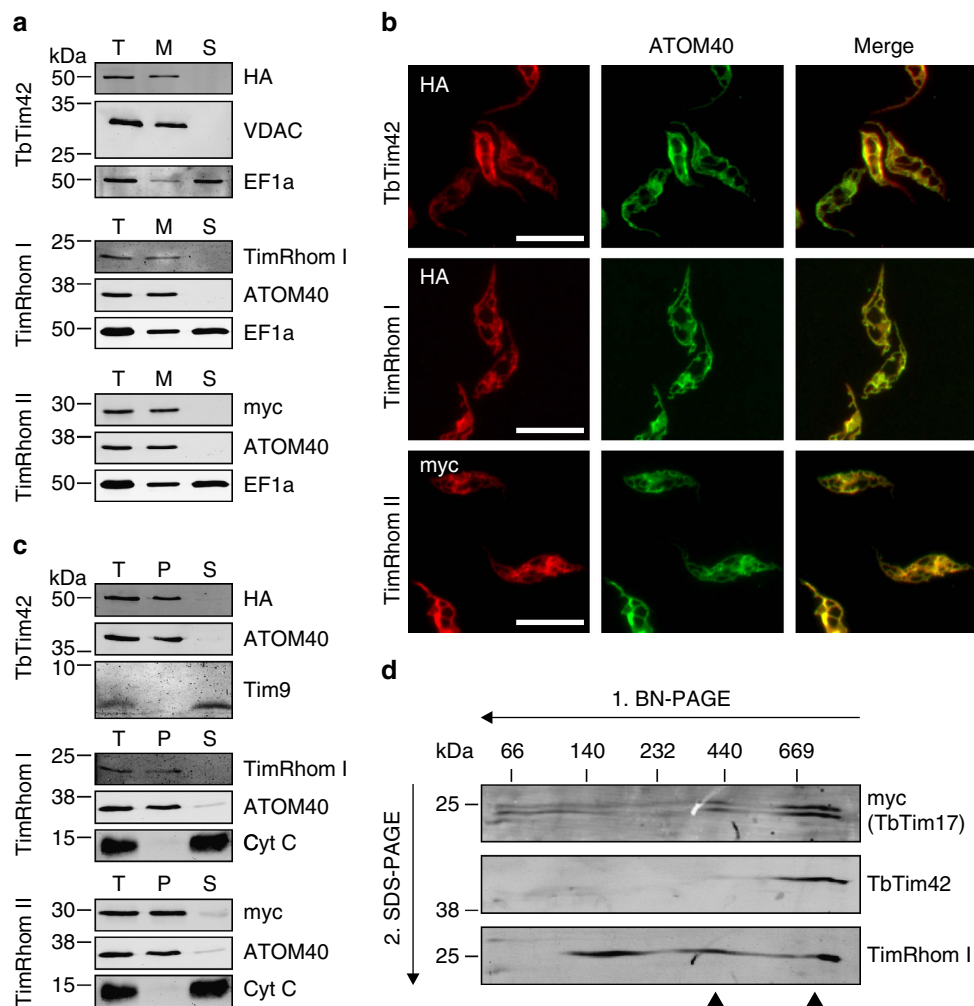 a
kDa T M S
TbTim42
50 HA
35
VDAC
25
50 EF1a
T M S
TimRhom I
25
TimRhom I
38
ATOM40
50 EF1a
T M S
TimRhom II
30 myc
38
ATOM40
50 EF1a
b
ATOM40 Merge
TbTim42
HA
TimRhom I
HA
TimRhom II
myc
c
kDa T P S
TbTim42
50 HA
ATOM40
35
10
Tim9
T P S
TimRhom I
25
TimRhom I
38
ATOM40
15
Cyt C
T P S
TimRhom II
30 myc
38
ATOM40
15
Cyt C
d
1. BN-PAGE
kDa 66 140 232 440 669
2. SDS-PAGE
25 myc
(TbTim17)
TbTim42
38
25 TimRhom I